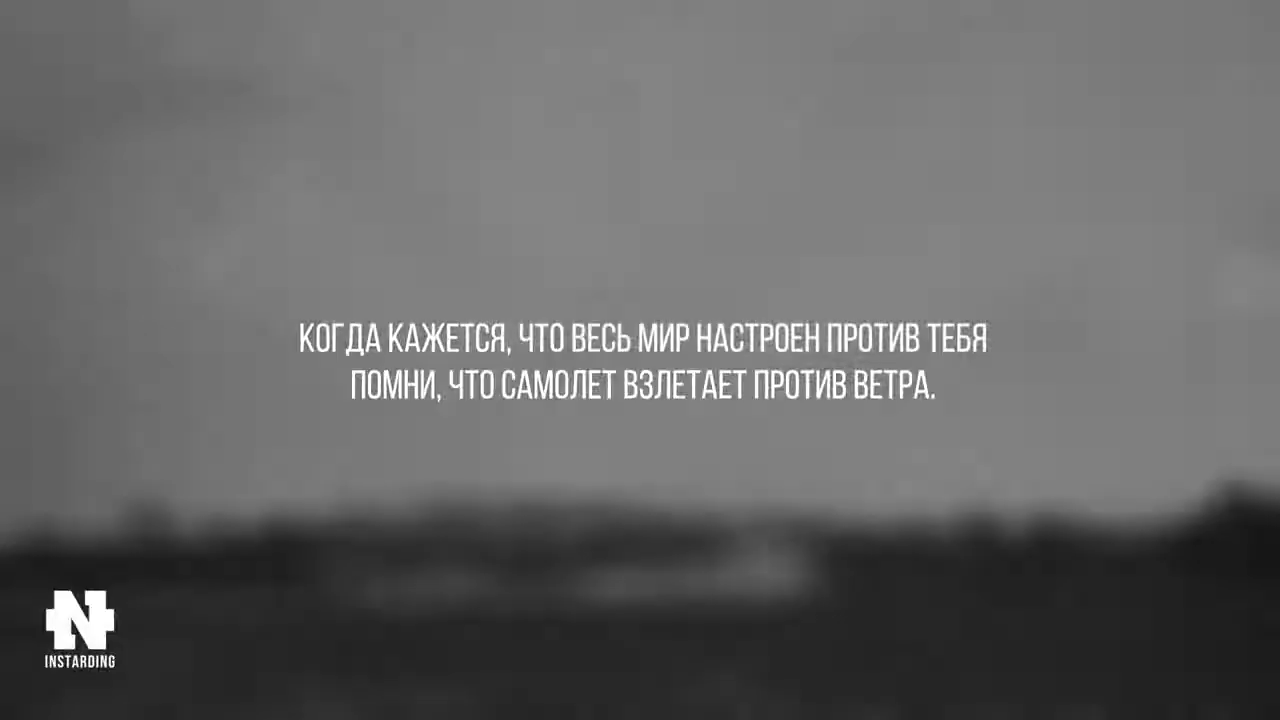 КОГДА КАЖЕТСЯ, ЧТО ВЕСЬ МИР НАСТРОЕН ПРОТИВ ТЕБЯ
ПОМНИ, ЧТО САМОЛЕТ ВЗЛЕТАЕТ ПРОТИВ ВЕТРА.
N
INSTARDING